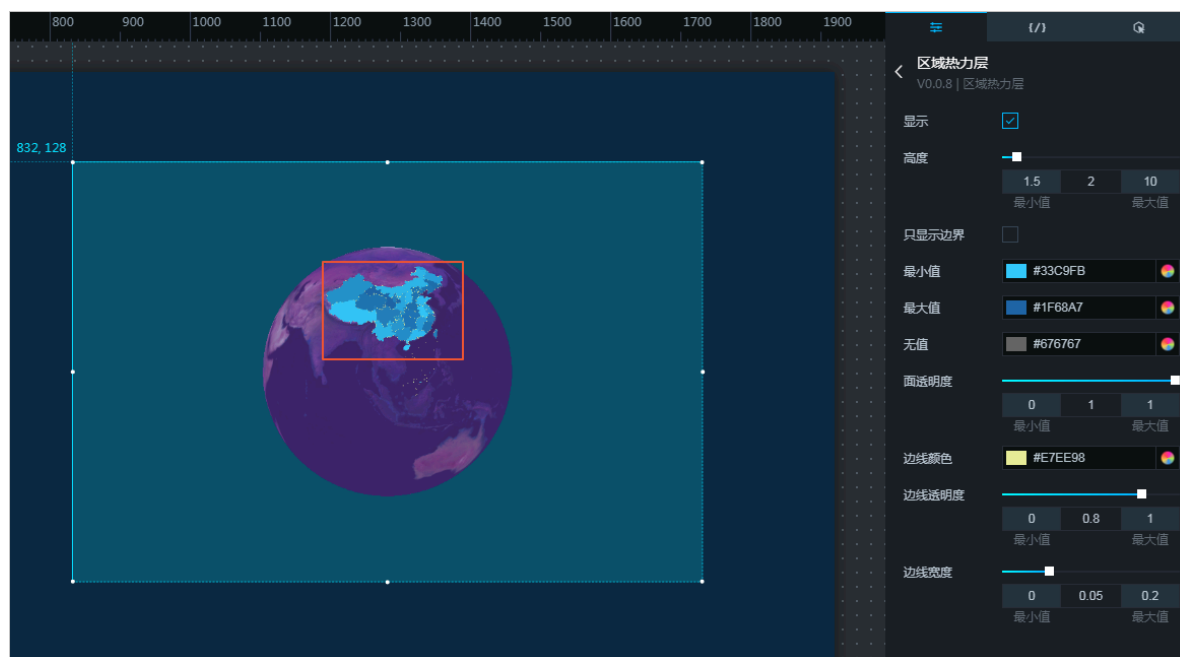 800 900 1000 1100 1200 1300 1400 1500 1600 1700 1800 1900
{/}
区域热力层
V0.0.8 | 区域热力层
显示
832, 128
高度
1.5 2 10
最小值 最大值
只显示边界
最小值 #33C9FB
最大值 #1F68A7
无值 #676767
面透明度
0 1 1
最小值 最大值
边线颜色 #E7EE98
边线透明度
0 0.8 1
最小值 最大值
边线宽度
0 0.05 0.2
最小值 最大值